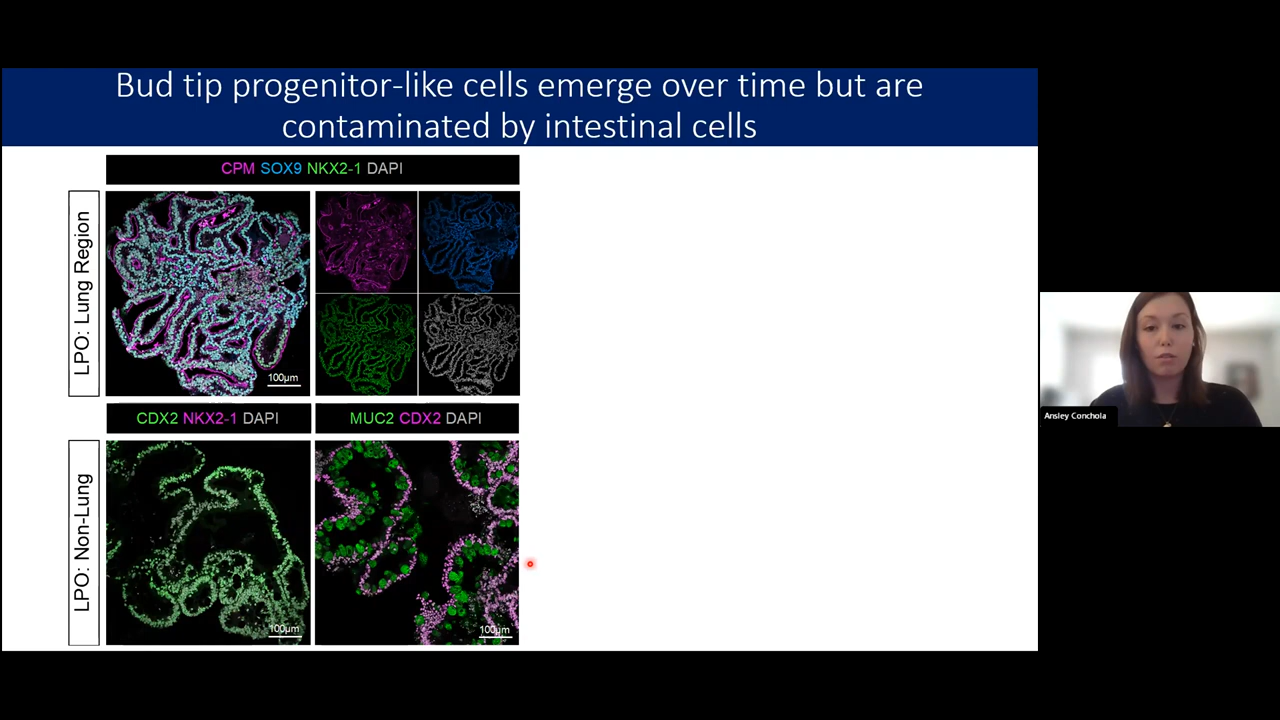 Bud tip progenitor-like cells emerge over time but are
contaminated by intestinal cells
CPM SOX9 NKX2-1 DAPI
LPO: Lung Region
100µm
CDX2 NKX2-1 DAPI
MUC2 CDX2 DAPI
LPO: Non-Lung
100µm
100µm
Ansley Conchola